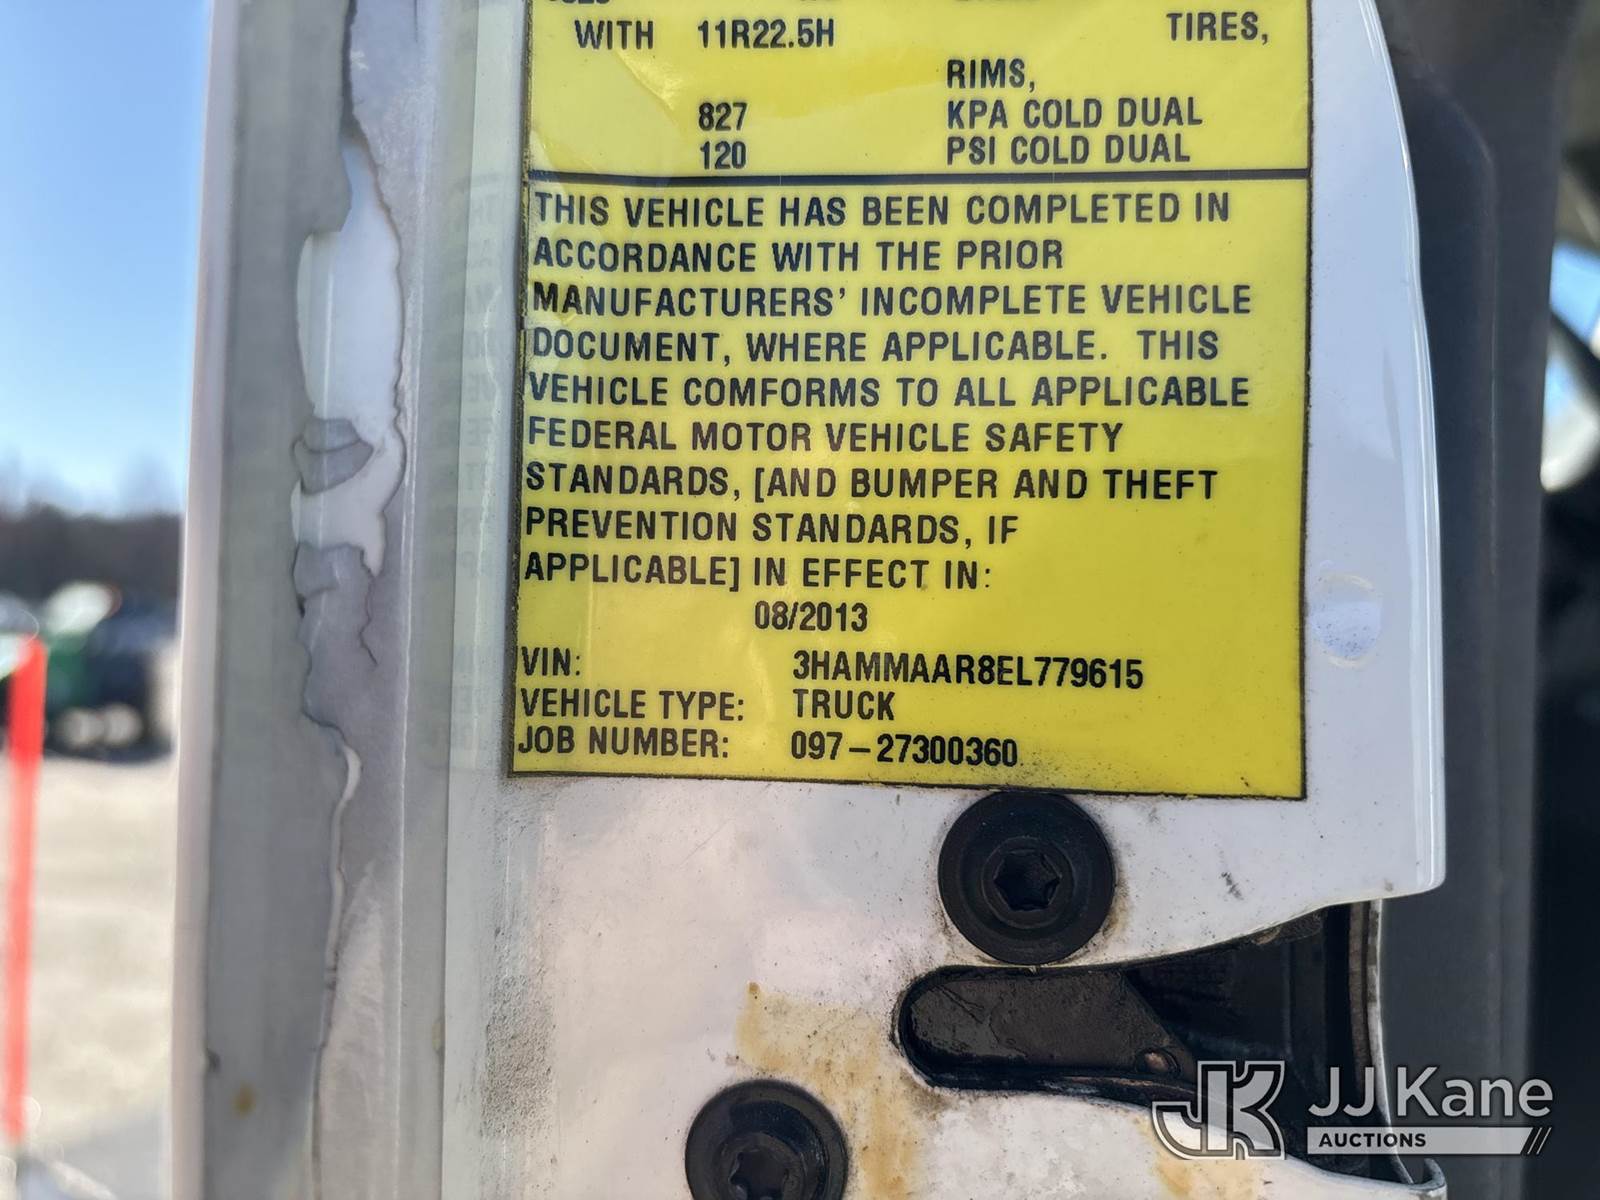 WITH 11R22.5H TIRES,
RIMS,
827 KPA COLD DUAL
120 PSI COLD DUAL
THIS VEHICLE HAS BEEN COMPLETED IN
ACCORDANCE WITH THE PRIOR
MANUFACTURERS' INCOMPLETE VEHICLE
DOCUMENT, WHERE APPLICABLE. THIS
VEHICLE COMFORMS TO ALL APPLICABLE
FEDERAL MOTOR VEHICLE SAFETY
STANDARDS, [AND BUMPER AND THEFT
PREVENTION STANDARDS, IF
APPLICABLE] IN EFFECT IN:
08/2013
VIN: 3HAMMAAR8EL779615
VEHICLE TYPE: TRUCK
JOB NUMBER: 097-27300360
JK JJ Kane
AUCTIONS